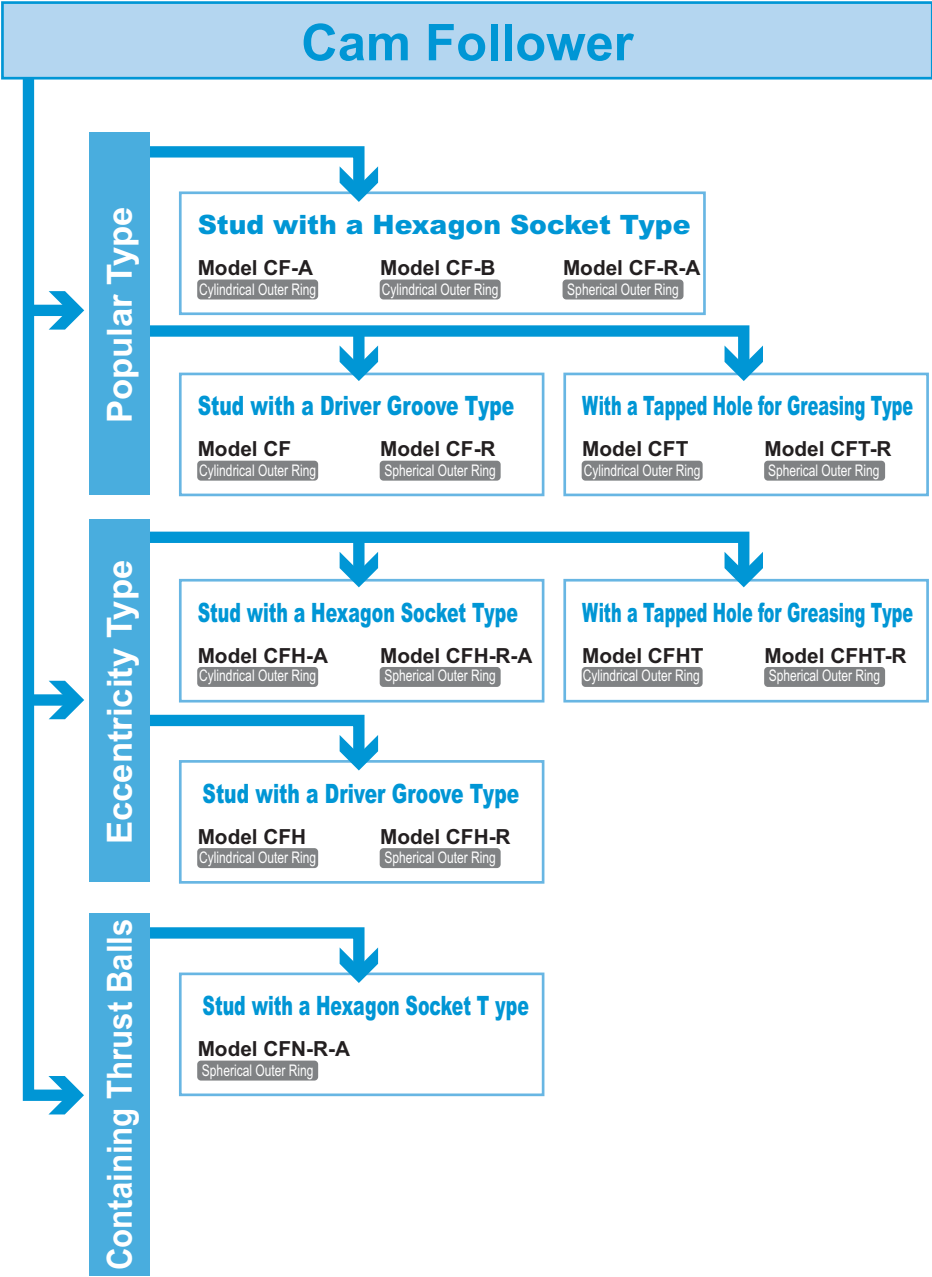 Cam Follower
Popular Type
Stud with a Hexagon Socket Type
Model CF-A Model CF-B Model CF-R-A
Cylindrical Outer Ring Cylindrical Outer Ring Spherical Outer Ring
Stud with a Driver Groove Type
Model CF Model CF-R
Cylindrical Outer Ring Spherical Outer Ring
With a Tapped Hole for Greasing Type
Model CFT Model CFT-R
Cylindrical Outer Ring Spherical Outer Ring
Eccentricity Type
Stud with a Hexagon Socket Type
Model CFH-A Model CFH-R-A
Cylindrical Outer Ring Spherical Outer Ring
With a Tapped Hole for Greasing Type
Model CFHT Model CFHT-R
Cylindrical Outer Ring Spherical Outer Ring
Stud with a Driver Groove Type
Model CFH Model CFH-R
Cylindrical Outer Ring Spherical Outer Ring
Containing Thrust Balls
Stud with a Hexagon Socket T ype
Model CFN-R-A
Spherical Outer Ring